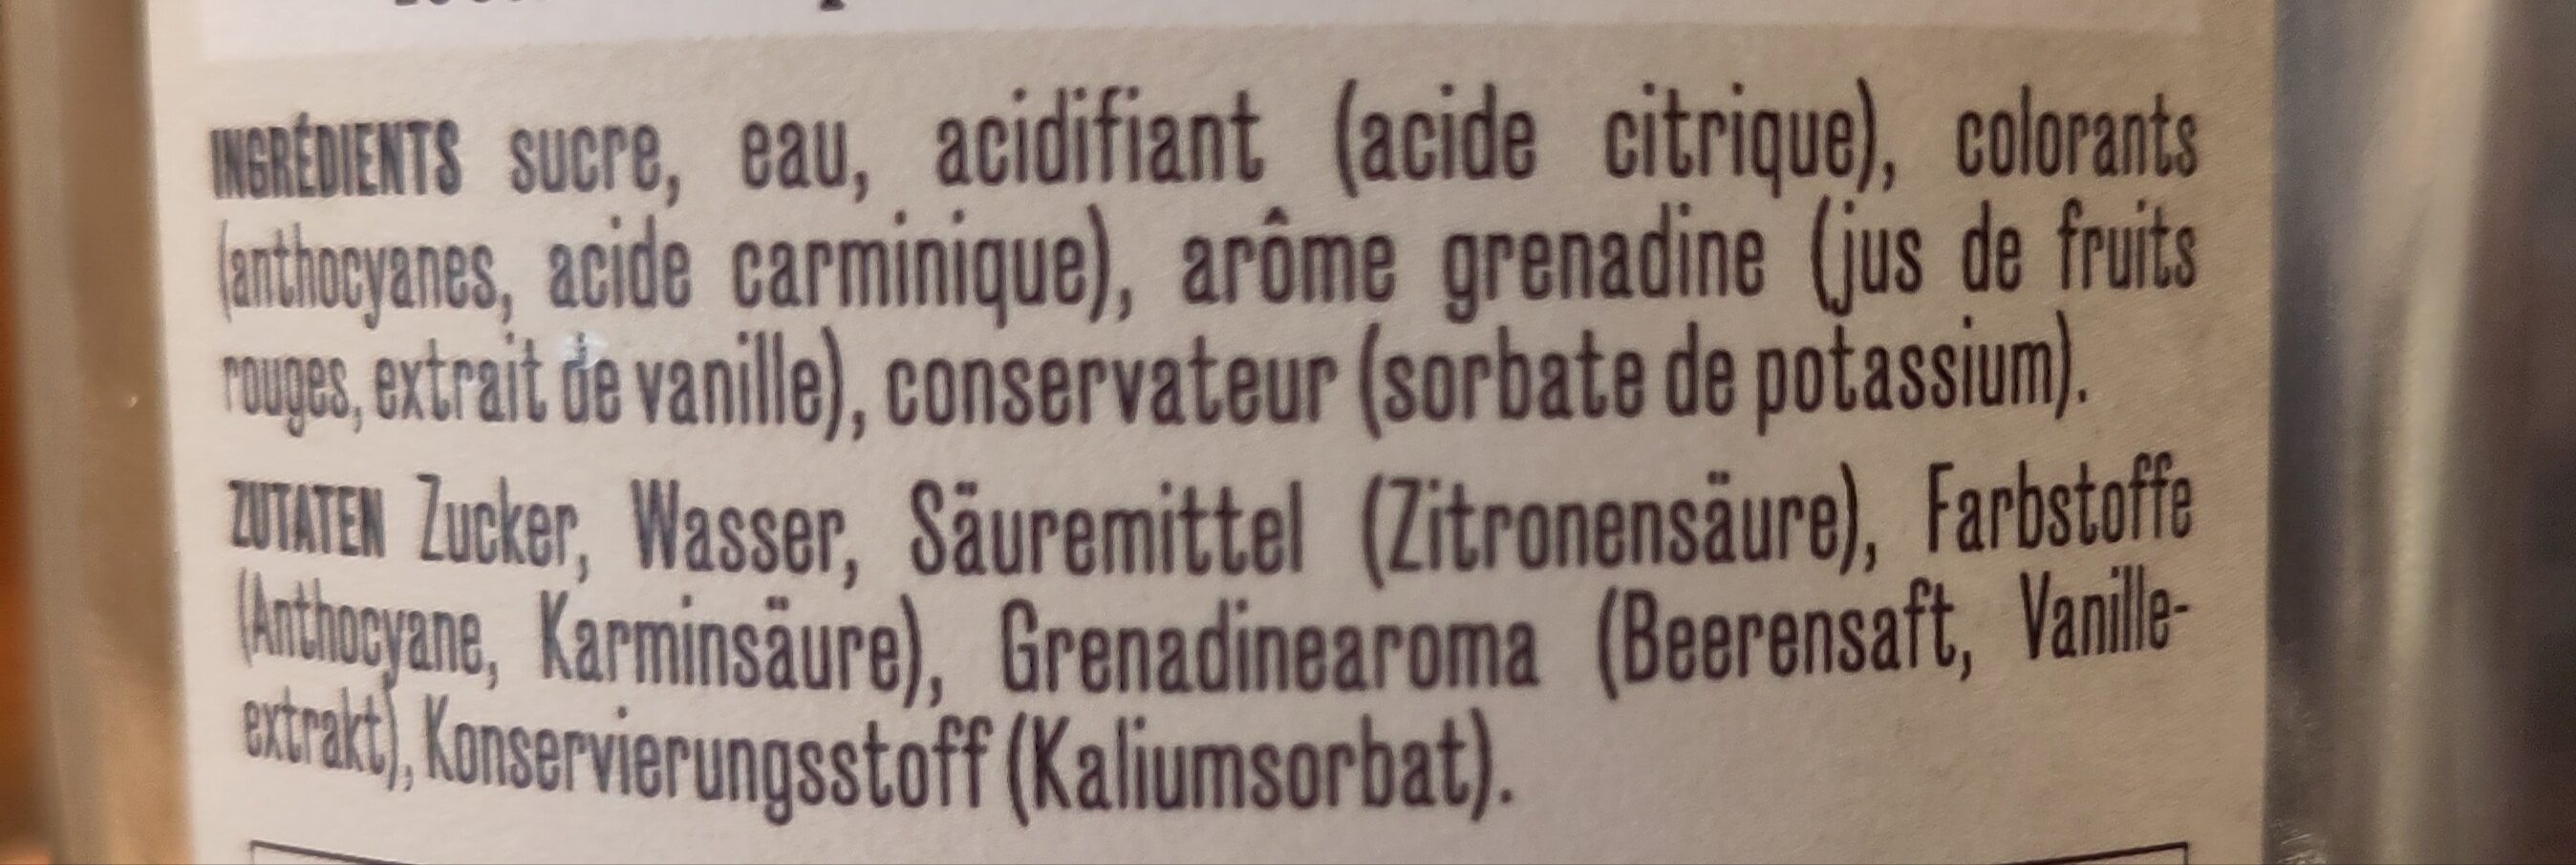 INGRÉDIENTS sucre, eau, acidifiant (acide citrique), colorants
(anthocyanes, acide carminique), arôme grenadine (jus de fruits
rouges, extrait de vanille), conservateur (sorbate de potassium).
ZUTATEN Zucker, Wasser, Säuremittel (Zitronensäure), Farbstoffe
(Anthocyane, Karminsäure), Grenadinearoma (Beerensaft, Vanille-
extrakt), Konservierungsstoff (Kaliumsorbat).